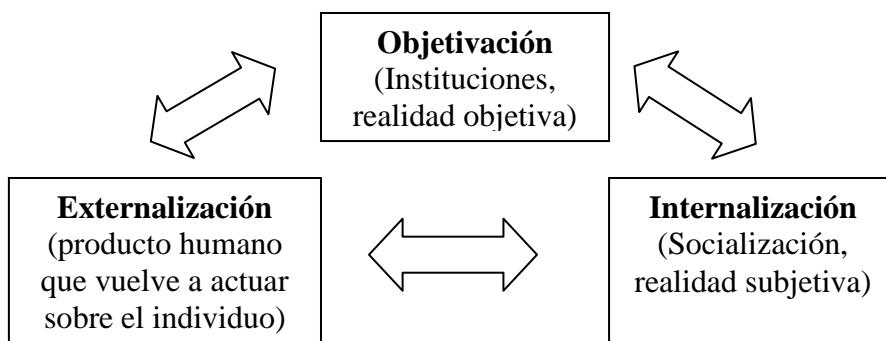 Objetivación
(Instituciones,
realidad objetiva)
Externalización
(producto humano
que vuelve a actuar
sobre el individuo)
Internalización
(Socialización,
realidad subjetiva)